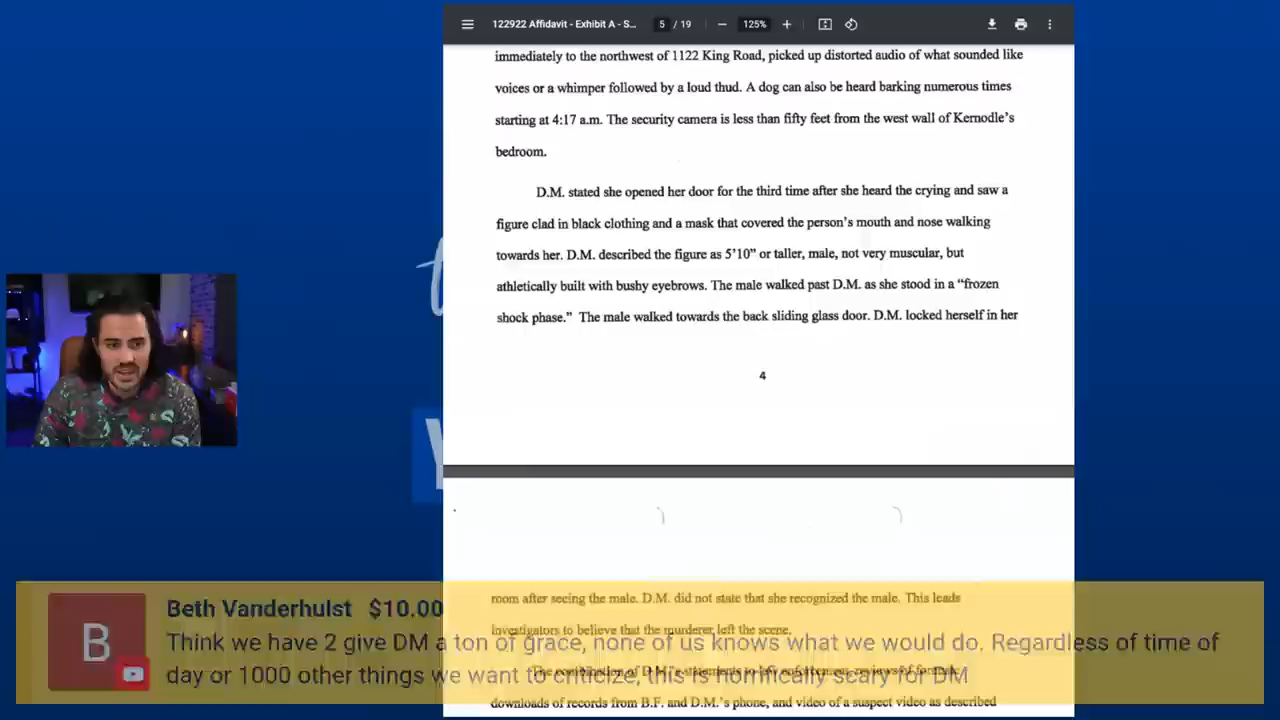 122922 Affidavit - Exhibit A - S... 5 / 19 125%
immediately to the northwest of 1122 King Road, picked up distorted audio of what sounded like
voices or a whimper followed by a loud thud. A dog can also be heard barking numerous times
starting at 4:17 a.m. The security camera is less than fifty feet from the west wall of Kernodle's
bedroom.
D.M. stated she opened her door for the third time after she heard the crying and saw a
figure clad in black clothing and a mask that covered the person's mouth and nose walking
towards her. D.M. described the figure as 5'10" or taller, male, not very muscular, but
athletically built with bushy eyebrows. The male walked past D.M. as she stood in a "frozen
shock phase." The male walked towards the back sliding glass door. D.M. locked herself in her
4
room after seeing the male. D.M. did not state that she recognized the male. This leads
investigators to believe that the murderer left the scene.
The combination of D.M.'s statements to law enforcement, reviews of
downloads of records from B.F. and D.M.'s phone, and video of a suspect video as described
B
Beth Vanderhulst $10.00
Think we have 2 give DM a ton of grace, none of us knows what we would do. Regardless of time of
day or 1000 other things we want to criticize, this is horrifically scary for DM